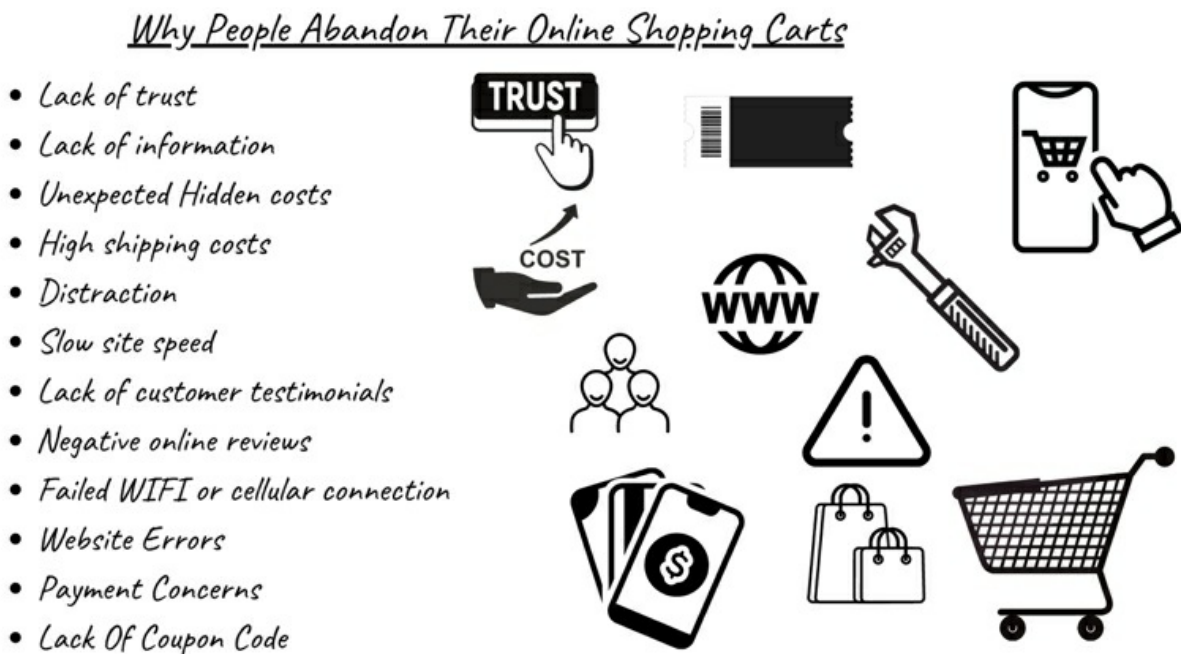 Why People Abandon Their Online Shopping Carts
Lack of trust
Lack of information
Unexpected Hidden costs
High shipping costs
Distraction
Slow site speed
Lack of customer testimonials
Negative online reviews
Failed WIFI or cellular connection
Website Errors
Payment Concerns
Lack Of Coupon Code
TRUST
COST
WWW
!
$